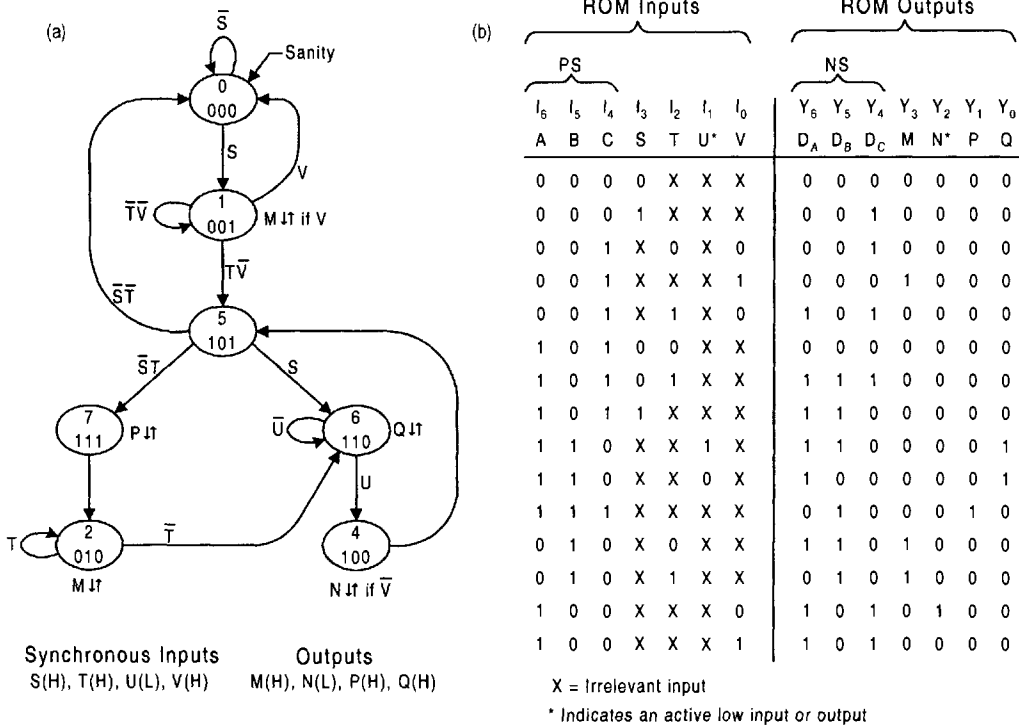 (a)
S̅
Sanity
0
000
S
V
T̅V̅
1
001
M↓↑ if V
TV̅
S̅T̅
5
101
S̅T
S
7
111
P↓↑
U̅
6
110
Q↓↑
U
T
2
010
T̅
4
100
M↓↑
N↓↑ if V̅
Synchronous Inputs
S(H), T(H), U(L), V(H)
Outputs
M(H), N(L), P(H), Q(H)
(b)
ROM Inputs ROM Outputs
PS NS
I₆ I₅ I₄ I₃ I₂ I₁ I₀ Y₆ Y₅ Y₄ Y₃ Y₂ Y₁ Y₀
A B C S T U* V D_A D_B D_C M N* P Q
0 0 0 0 X X X 0 0 0 0 0 0 0
0 0 0 1 X X X 0 0 1 0 0 0 0
0 0 1 X 0 X 0 0 0 1 0 0 0 0
0 0 1 X X X 1 0 0 0 1 0 0 0
0 0 1 X 1 X 0 1 0 1 0 0 0 0
1 0 1 0 0 X X 0 0 0 0 0 0 0
1 0 1 0 1 X X 1 1 1 0 0 0 0
1 0 1 1 X X X 1 1 0 0 0 0 0
1 1 0 X X 1 X 1 1 0 0 0 0 1
1 1 0 X X 0 X 1 0 0 0 0 0 1
1 1 1 X X X X 0 1 0 0 0 1 0
0 1 0 X 0 X X 1 1 0 1 0 0 0
0 1 0 X 1 X X 0 1 0 1 0 0 0
1 0 0 X X X 0 1 0 1 0 1 0 0
1 0 0 X X X 1 1 0 1 0 0 0 0
X = Irrelevant input
* Indicates an active low input or output